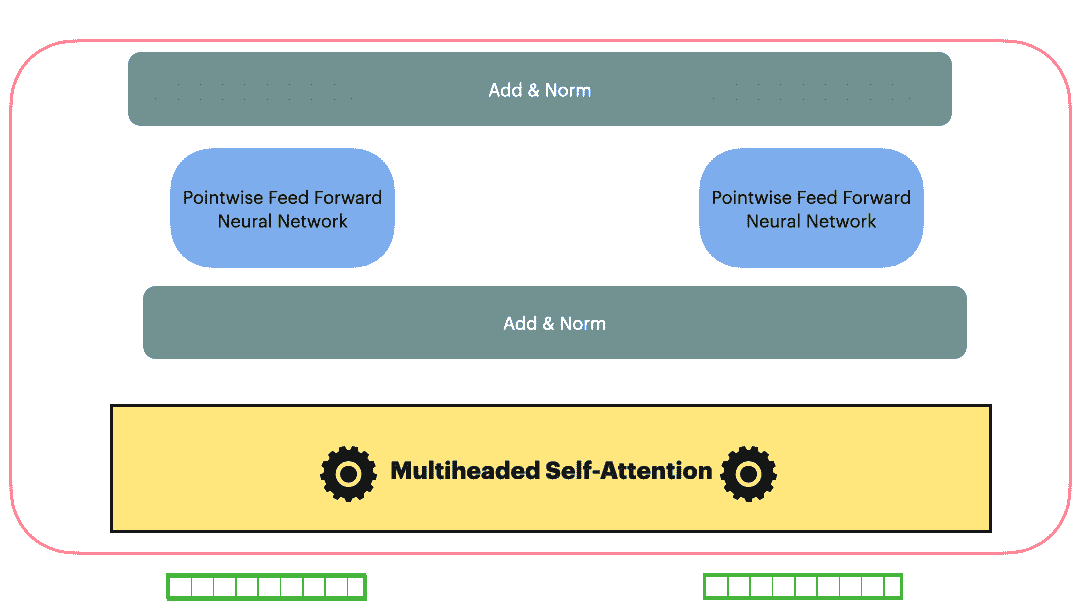 Add & Norm
Pointwise Feed Forward
Neural Network
Pointwise Feed Forward
Neural Network
Add & Norm
Multiheaded Self-Attention